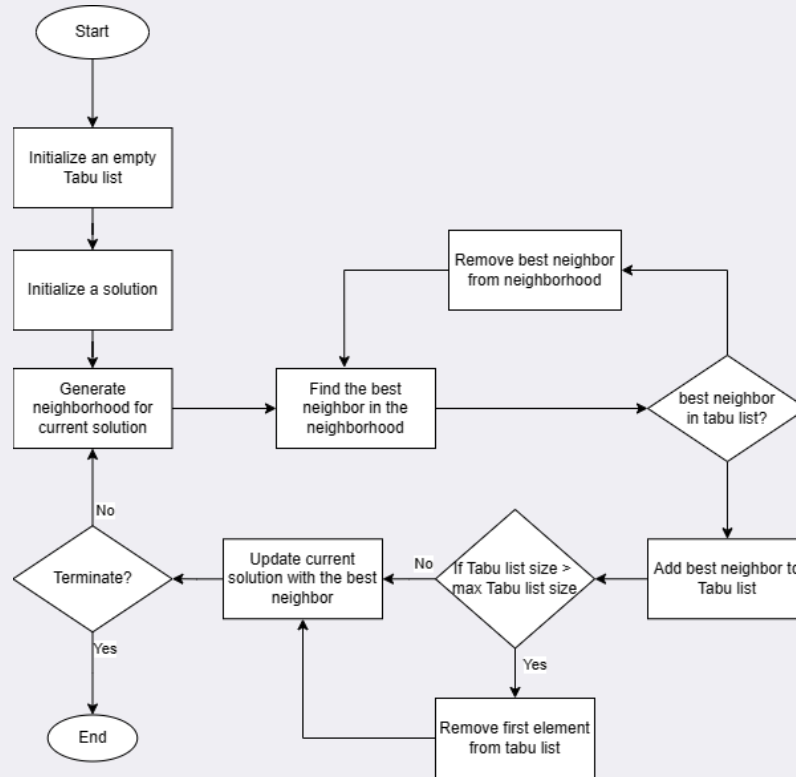 Start
Initialize an empty
Tabu list
Initialize a solution
Remove best neighbor
from neighborhood
Generate
neighborhood for
current solution
Find the best
neighbor in the
neighborhood
best neighbor
in tabu list?
No
Terminate?
Yes
End
Update current
solution with the best
neighbor
No
If Tabu list size >
max Tabu list size
Yes
Add best neighbor to
Tabu list
Remove first element
from tabu list